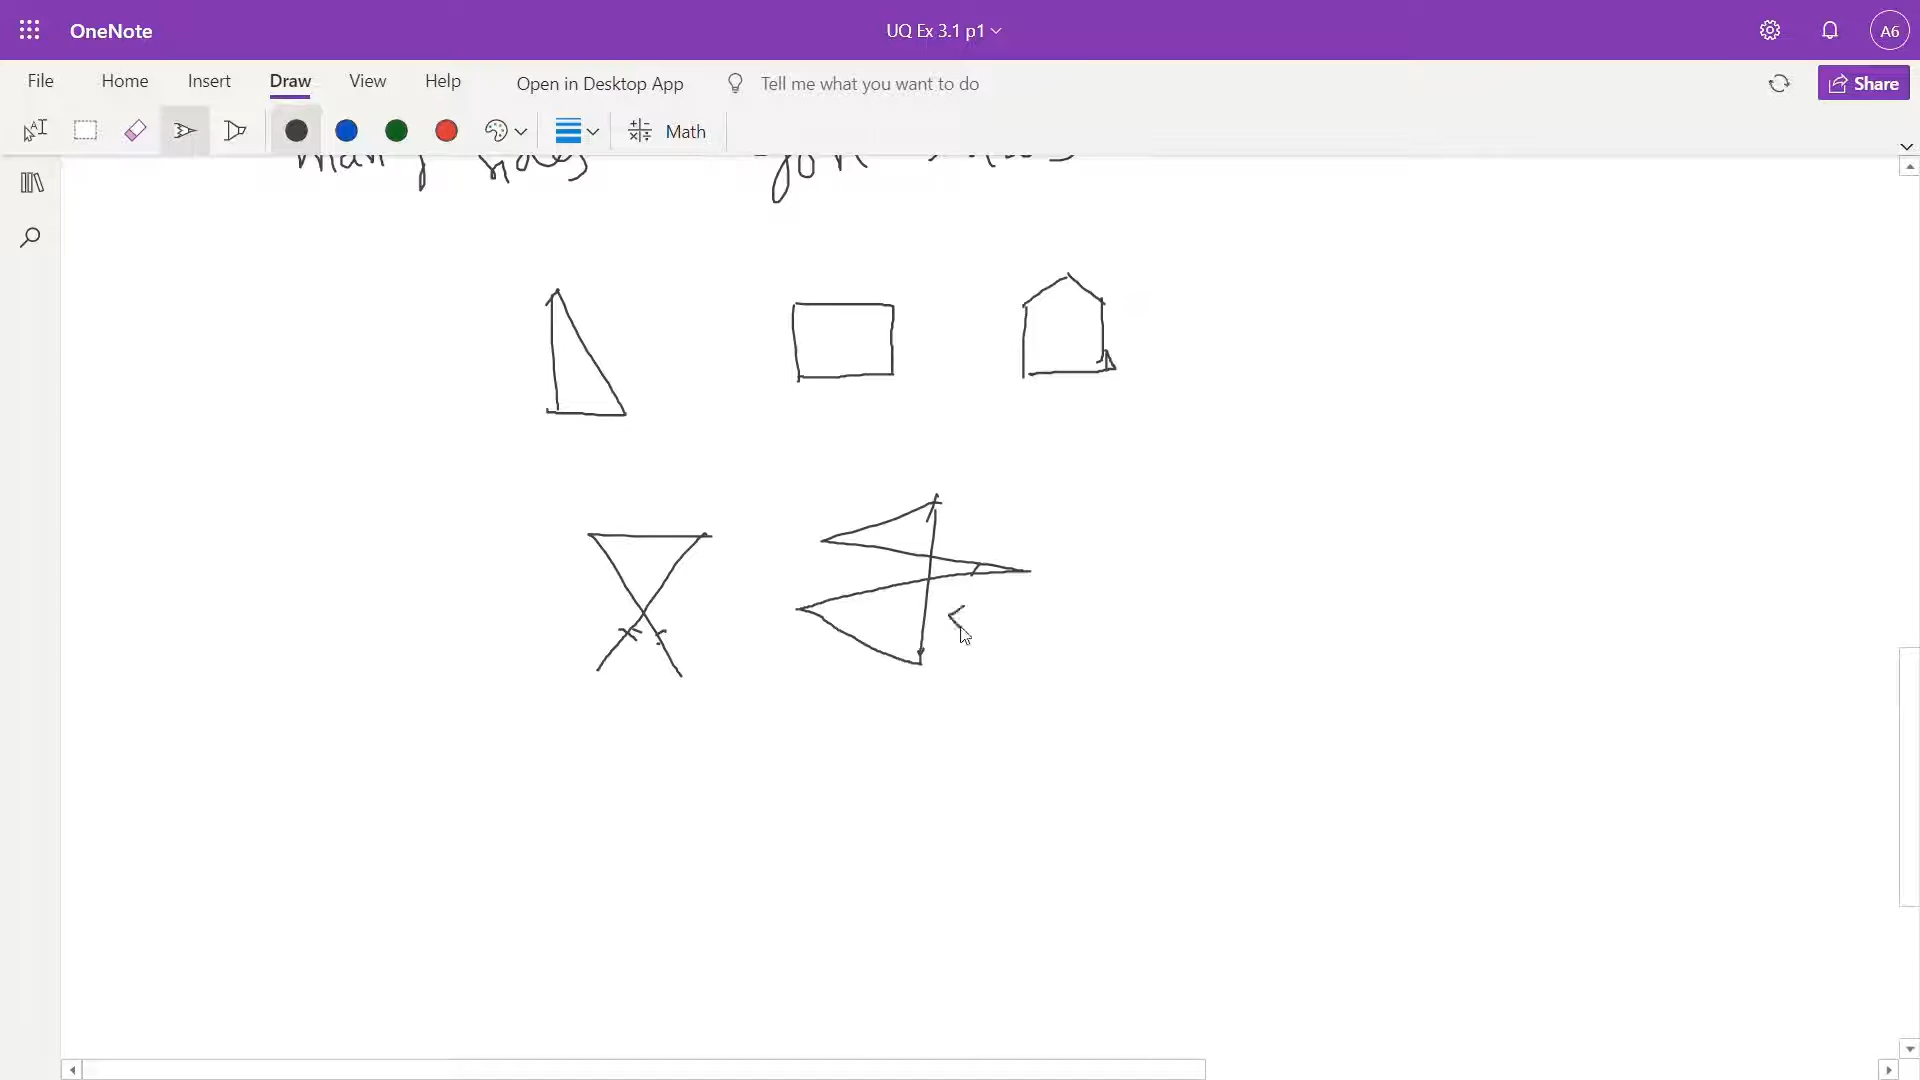 OneNote
UQ Ex 3.1 p1
A6
File Home Insert Draw View Help Open in Desktop App Tell me what you want to do
Share
Math
many